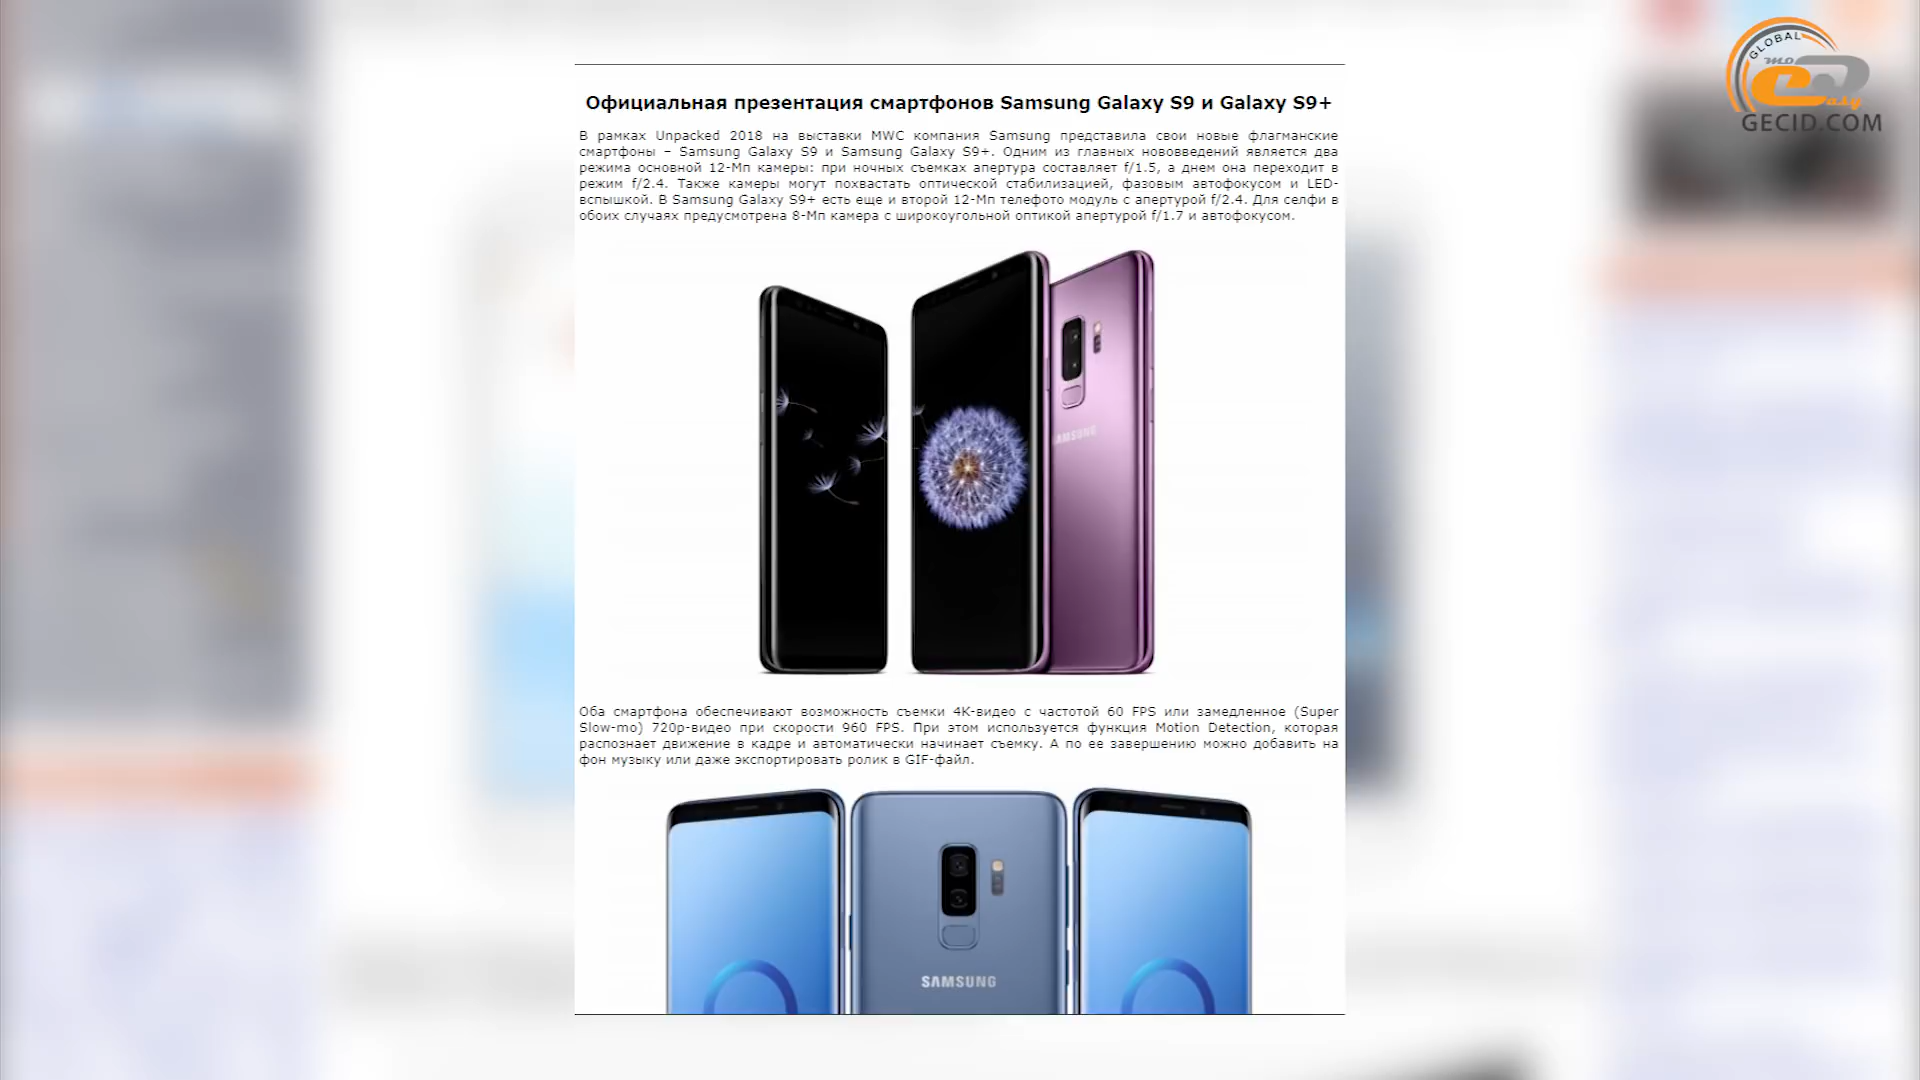 GLOBAL
GECID.COM
Официальная презентация смартфонов Samsung Galaxy S9 и Galaxy S9+
В рамках Unpacked 2018 на выставки MWC компания Samsung представила свои новые флагманские
смартфоны – Samsung Galaxy S9 и Samsung Galaxy S9+. Одним из главных нововведений является два
режима основной 12-Мп камеры: при ночных съемках апертура составляет f/1.5, а днем она переходит в
режим f/2.4. Также камеры могут похвастать оптической стабилизацией, фазовым автофокусом и LED-
вспышкой. В Samsung Galaxy S9+ есть еще и второй 12-Мп телефото модуль с апертурой f/2.4. Для селфи в
обоих случаях предусмотрена 8-Мп камера с широкоугольной оптикой апертурой f/1.7 и автофокусом.
SAMSUNG
Оба смартфона обеспечивают возможность съемки 4K-видео с частотой 60 FPS или замедленное (Super
Slow-mo) 720p-видео при скорости 960 FPS. При этом используется функция Motion Detection, которая
распознает движение в кадре и автоматически начинает съемку. А по ее завершению можно добавить на
фон музыку или даже экспортировать ролик в GIF-файл.
SAMSUNG